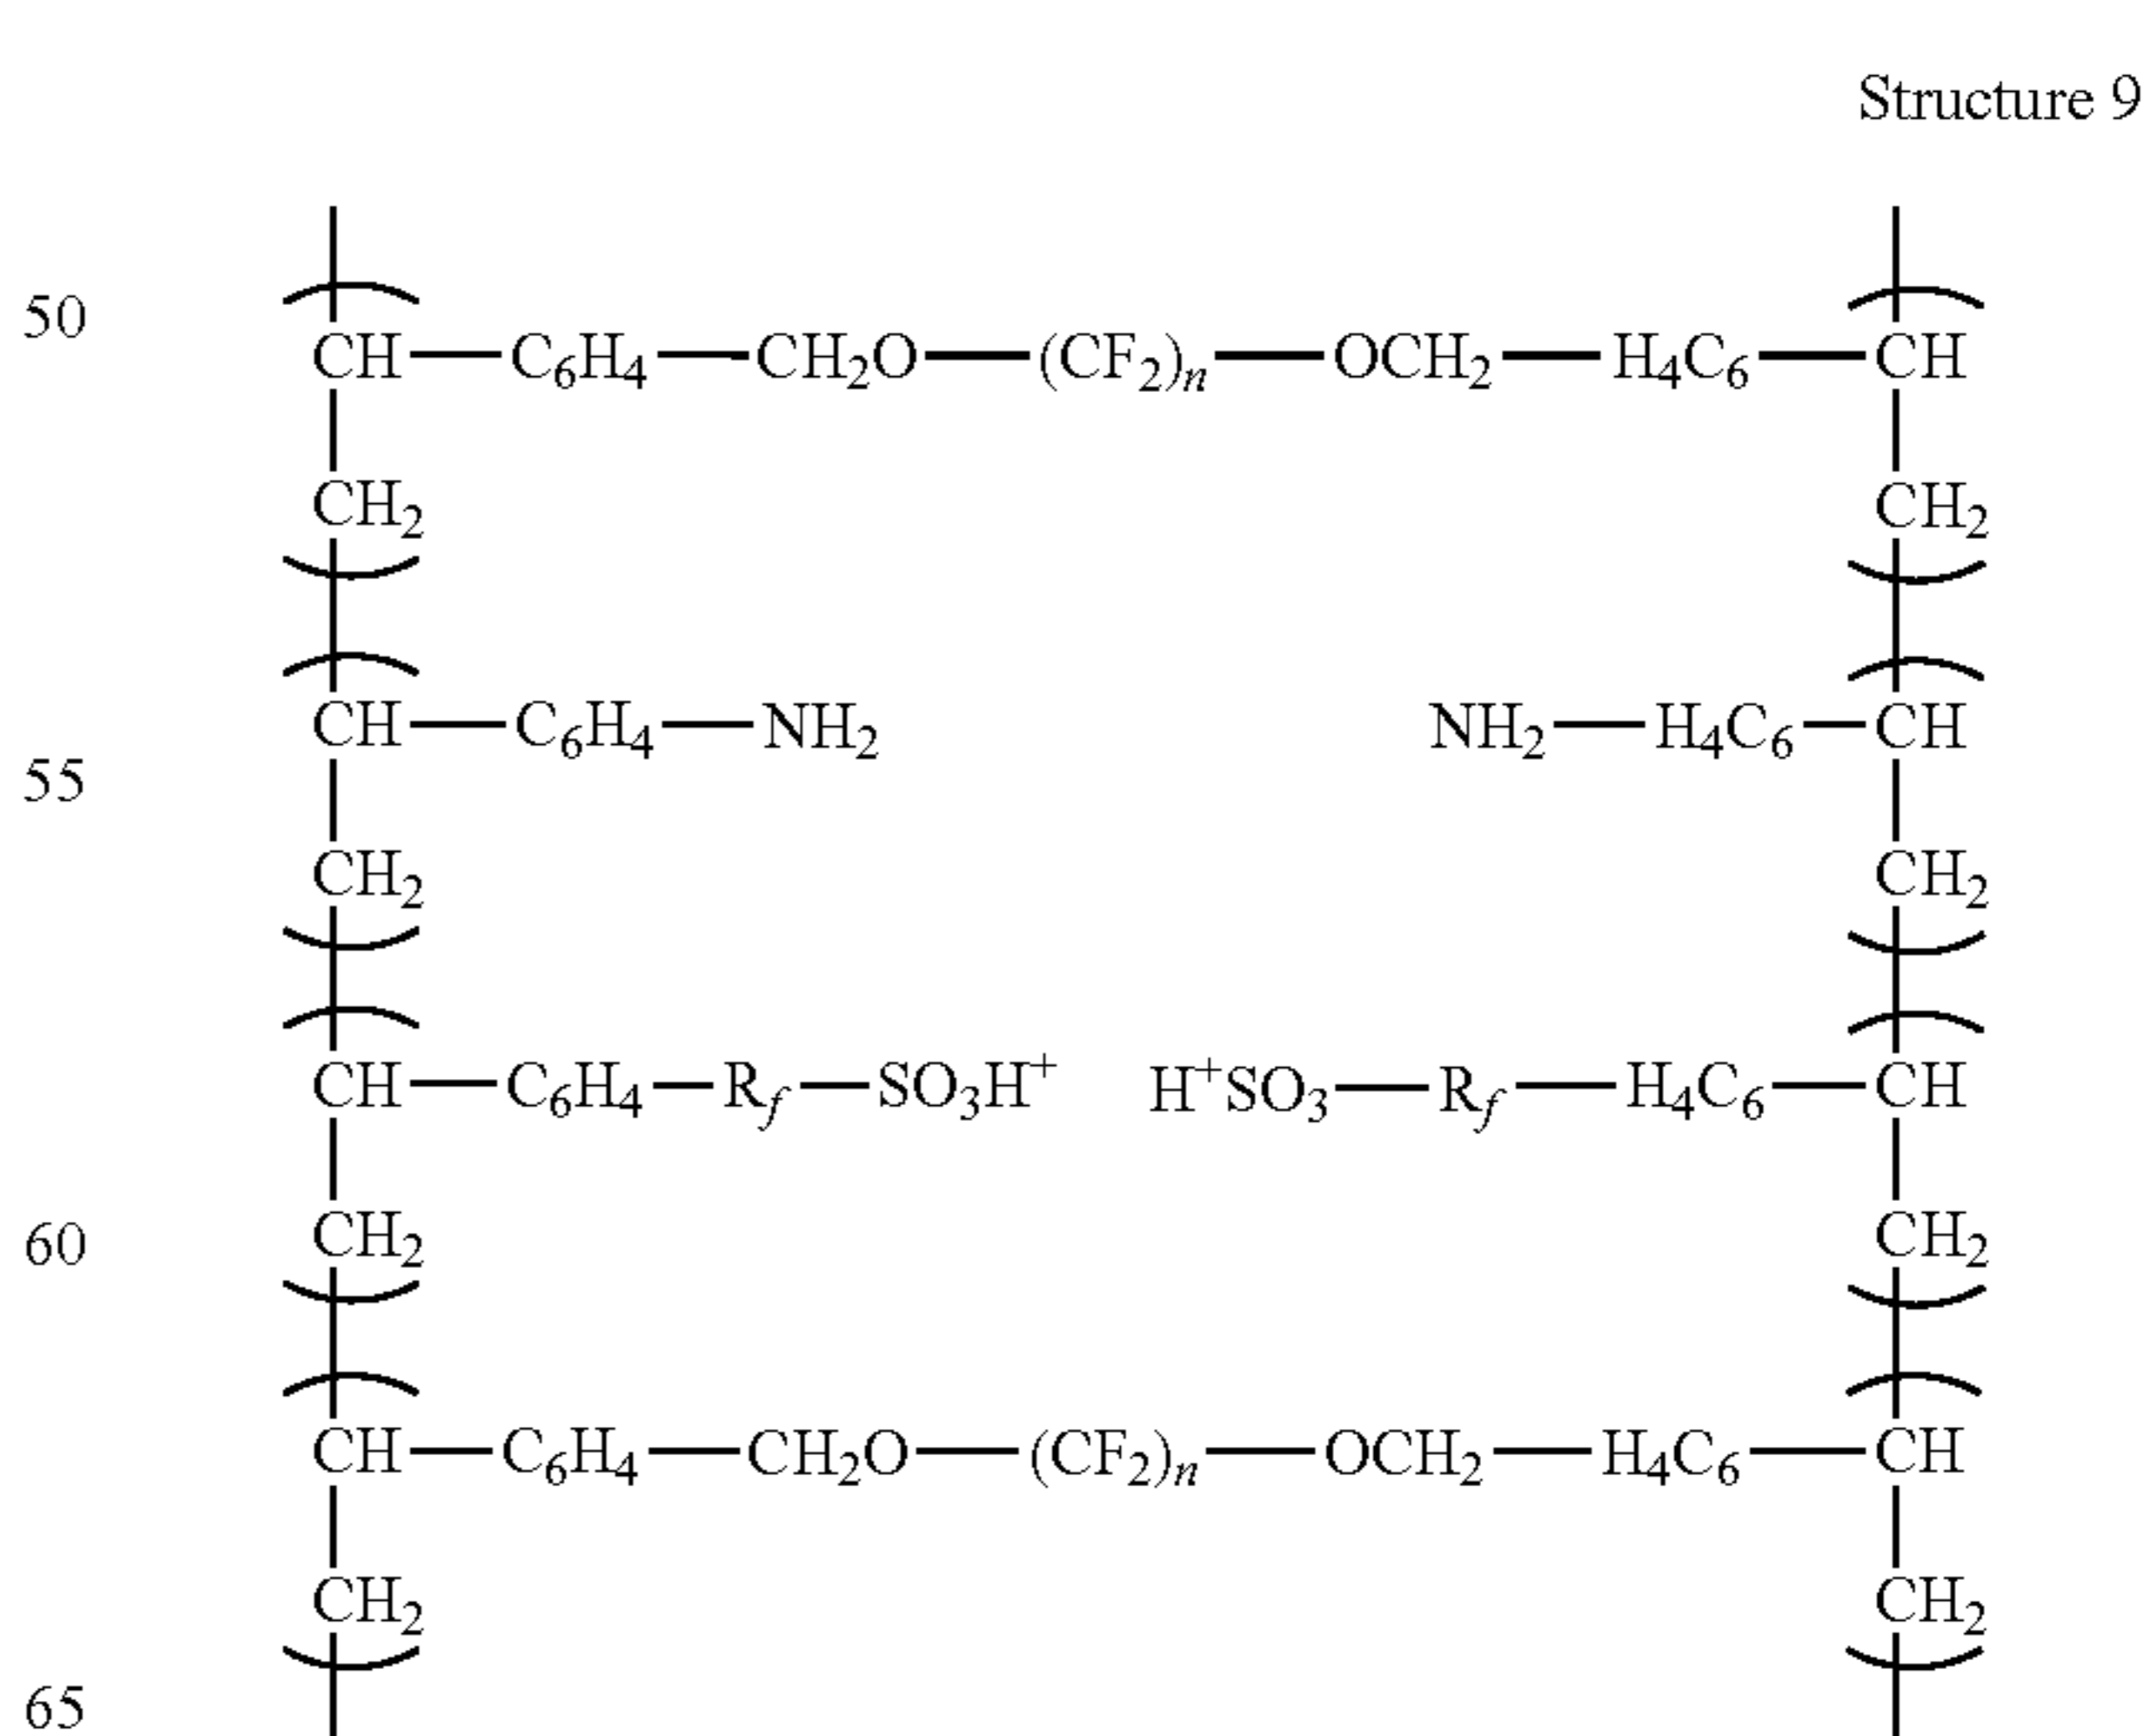 Structure 9
50
CH—C₆H₄—CH₂O—(CF₂)ₙ—OCH₂—H₄C₆—CH
CH₂ CH₂
CH—C₆H₄—NH₂ NH₂—H₄C₆—CH
55
CH₂ CH₂
CH—C₆H₄—R_f—SO₃H⁺ H⁺SO₃—R_f—H₄C₆—CH
60
CH₂ CH₂
CH—C₆H₄—CH₂O—(CF₂)ₙ—OCH₂—H₄C₆—CH
CH₂ CH₂
65